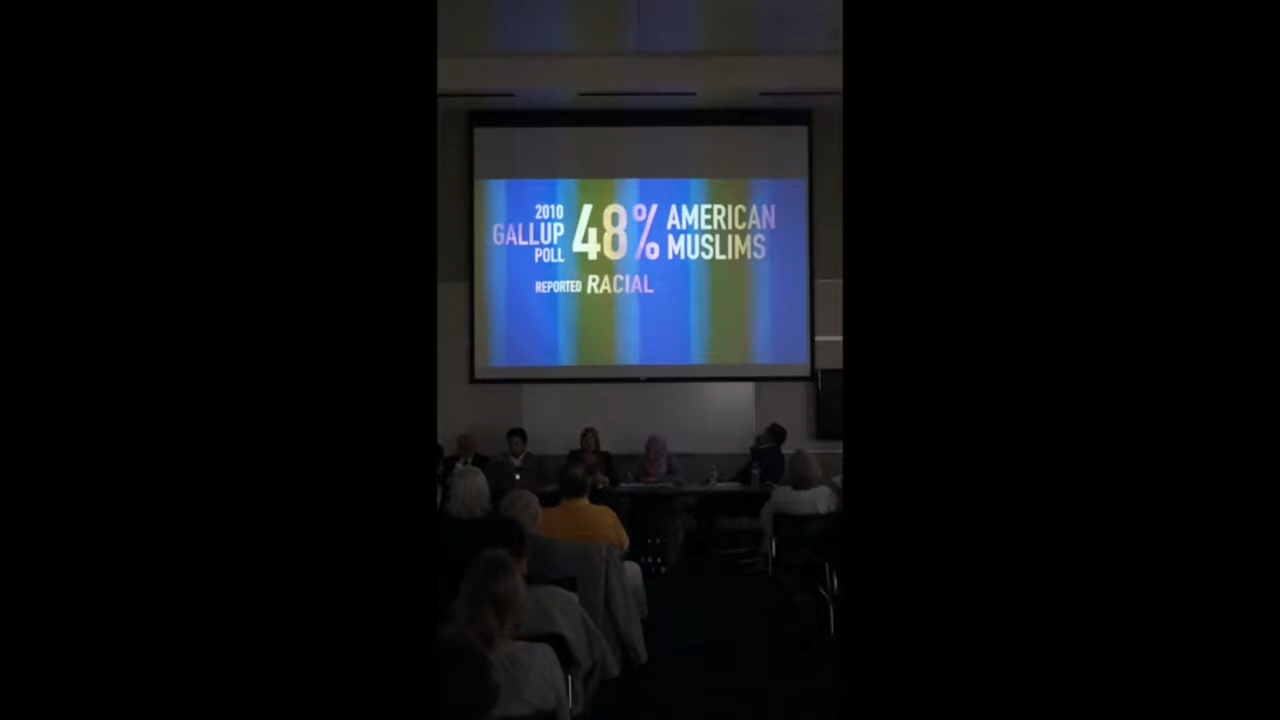 2010
GALLUP
POLL
48%
AMERICAN
MUSLIMS
REPORTED RACIAL